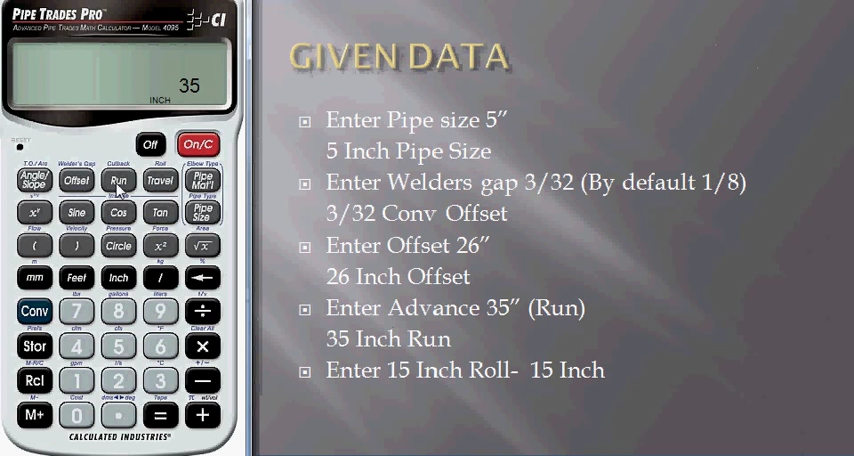 PIPE TRADES PRO™
CI
ADVANCED PIPE TRADES MATH CALCULATOR — MODEL 4095
35
INCH
RESET
Off
On/C
T.O./Arc
Welder's Gap
Cutback
Roll
Elbow Type
Angle/Slope
Offset
Run
Travel
Pipe Mat'l
Pipe Type
xʸ
Sine
Cos
Tan
Pipe Size
Flow
Velocity
Pressure
Force
Area
(
)
Circle
x²
√x
m
kg
%
mm
Feet
Inch
/
←
lbs
gallons
liters
1/x
Conv
7
8
9
÷
Prefs
cfm
cfs
°F
Clear All
Stor
4
5
6
×
M-R/C
gpm
l/s
°C
+/−
Rcl
1
2
3
−
M-
Cost
dms◄►deg
Tape
π
wt/vol
M+
0
.
=
+
CALCULATED INDUSTRIES®
GIVEN DATA
Enter Pipe size 5”
5 Inch Pipe Size
Enter Welders gap 3/32 (By default 1/8)
3/32 Conv Offset
Enter Offset 26”
26 Inch Offset
Enter Advance 35” (Run)
35 Inch Run
Enter 15 Inch Roll- 15 Inch